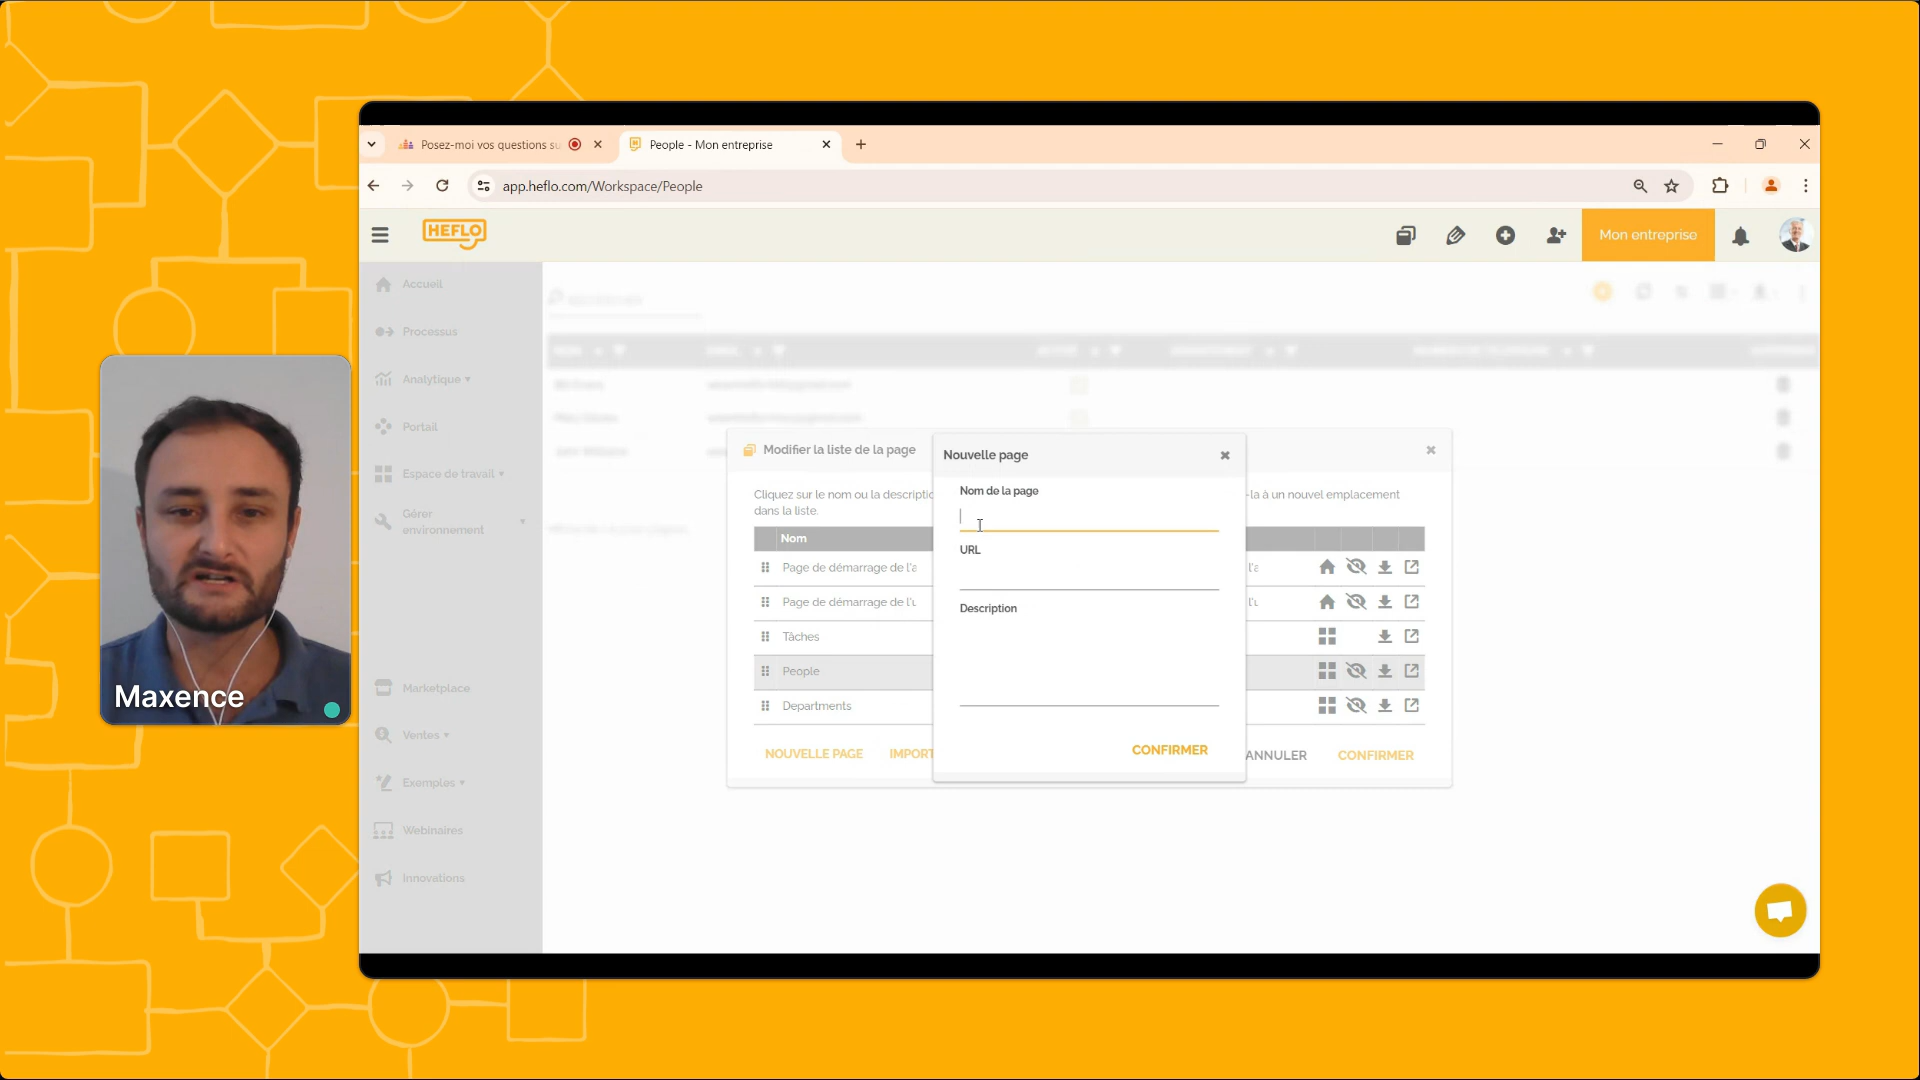 Posez-moi vos questions su
People - Mon entreprise
app.heflo.com/Workspace/People
HEFLO
Mon entreprise
Accueil
Processus
Analytique
Portail
Espace de travail
Gérer
environnement
Marketplace
Ventes
Exemples
Webinaires
Innovations
Modifier la liste de la page
Cliquez sur le nom ou la descriptio
-la à un nouvel emplacement
dans la liste.
Nom
Page de démarrage de l'a
l'a
Page de démarrage de l'u
l'u
Tâches
People
Departments
NOUVELLE PAGE
IMPORT
ANNULER
CONFIRMER
Nouvelle page
Nom de la page
URL
Description
CONFIRMER
Maxence